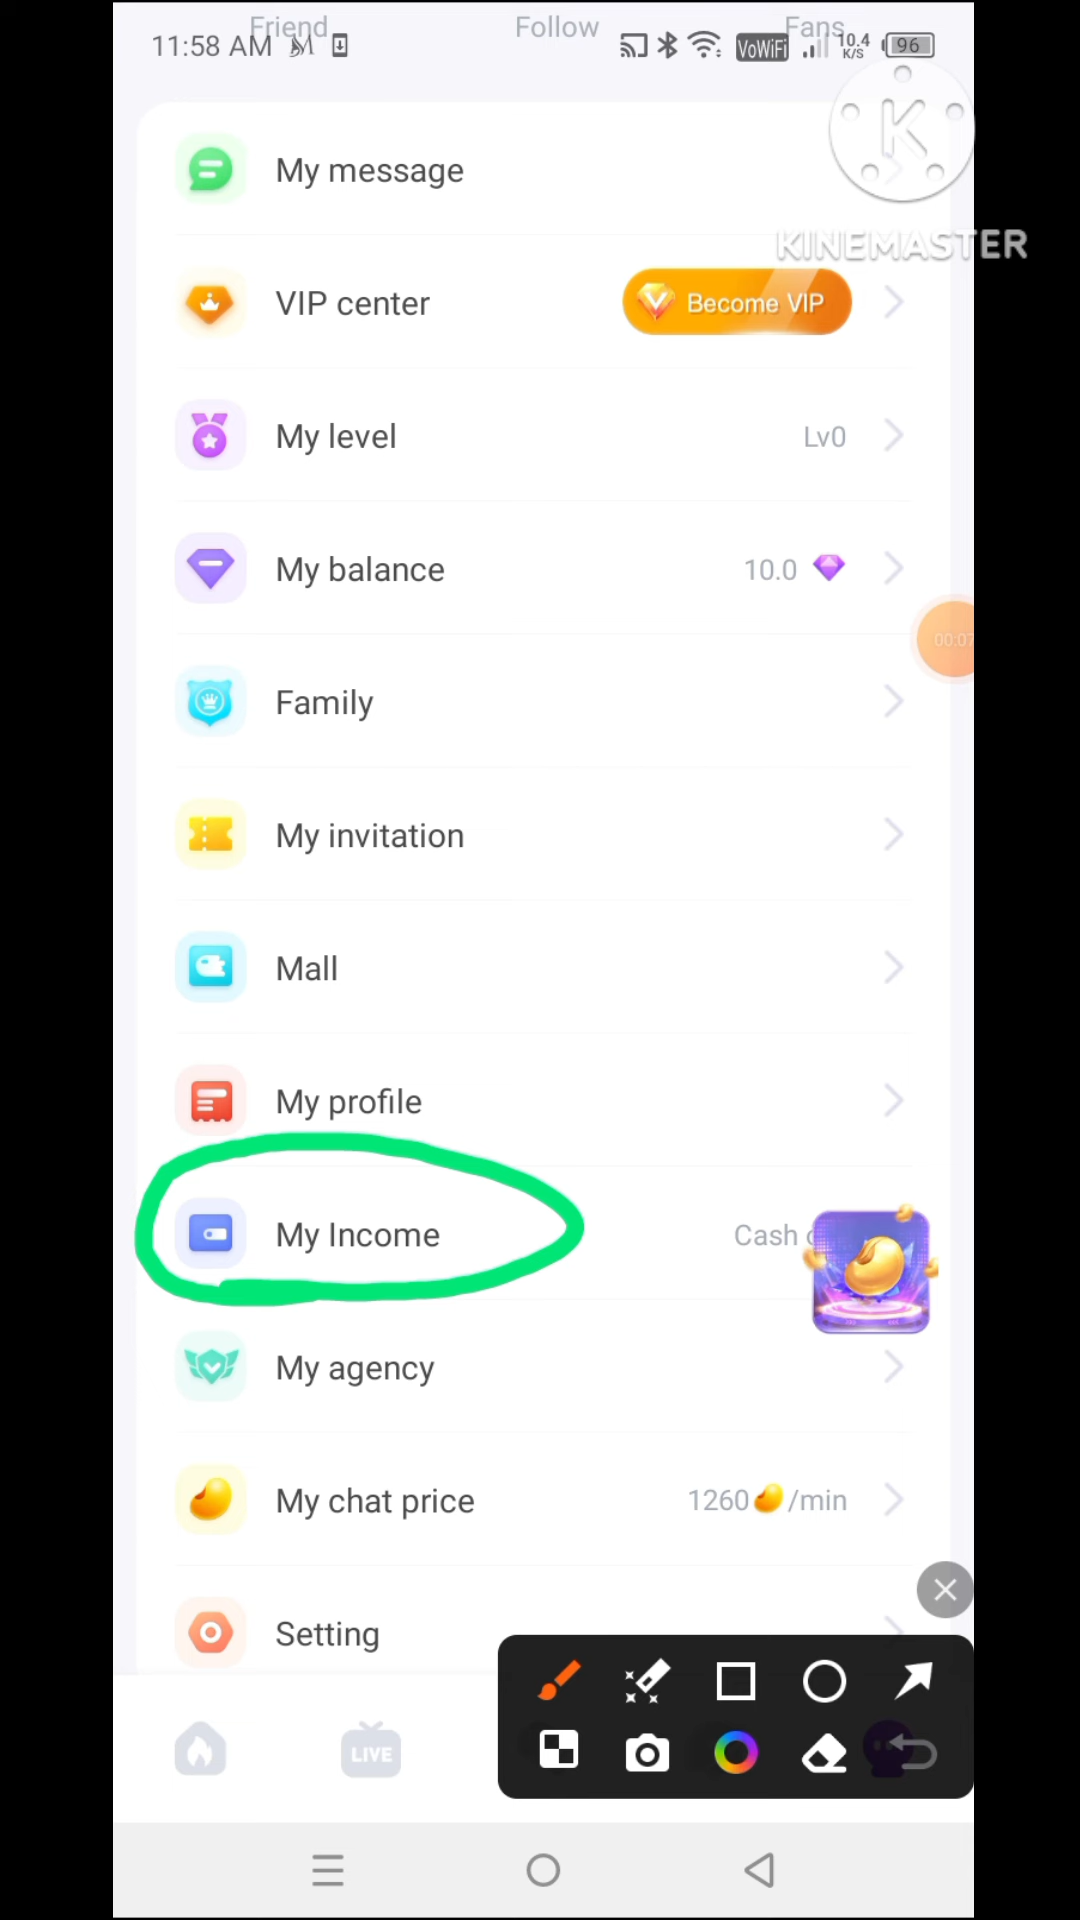 Friend Follow Fans
11:58 AM VoWiFi 10.4 K/S 96
K
KINEMASTER
My message
VIP center Become VIP
My level Lv0
My balance 10.0
00:07
Family
My invitation
Mall
My profile
My Income Cash
My agency
My chat price 1260 /min
Setting
LIVE